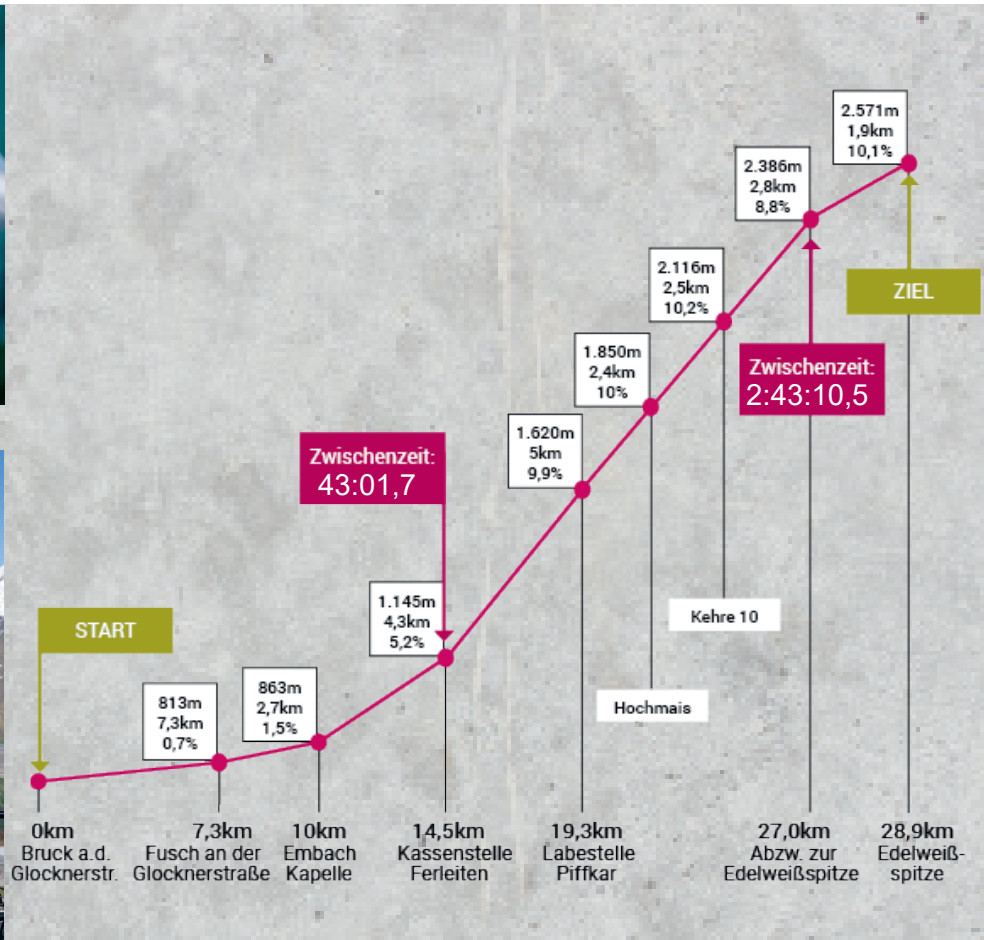 2.571m
1,9km
10,1%
2.386m
2,8km
8,8%
ZIEL
2.116m
2,5km
10,2%
1.850m
2,4km
10%
Zwischenzeit:
2:43:10,5
1.620m
5km
9,9%
Zwischenzeit:
43:01,7
1.145m
4,3km
5,2%
START
Kehre 10
863m
2,7km
1,5%
813m
7,3km
0,7%
Hochmais
0km
Bruck a.d.
Glocknerstr.
7,3km
Fusch an der
Glocknerstraße
10km
Embach
Kapelle
14,5km
Kassenstelle
Ferleiten
19,3km
Labestelle
Piffkar
27,0km
Abzw. zur
Edelweißspitze
28,9km
Edelweiß-
spitze